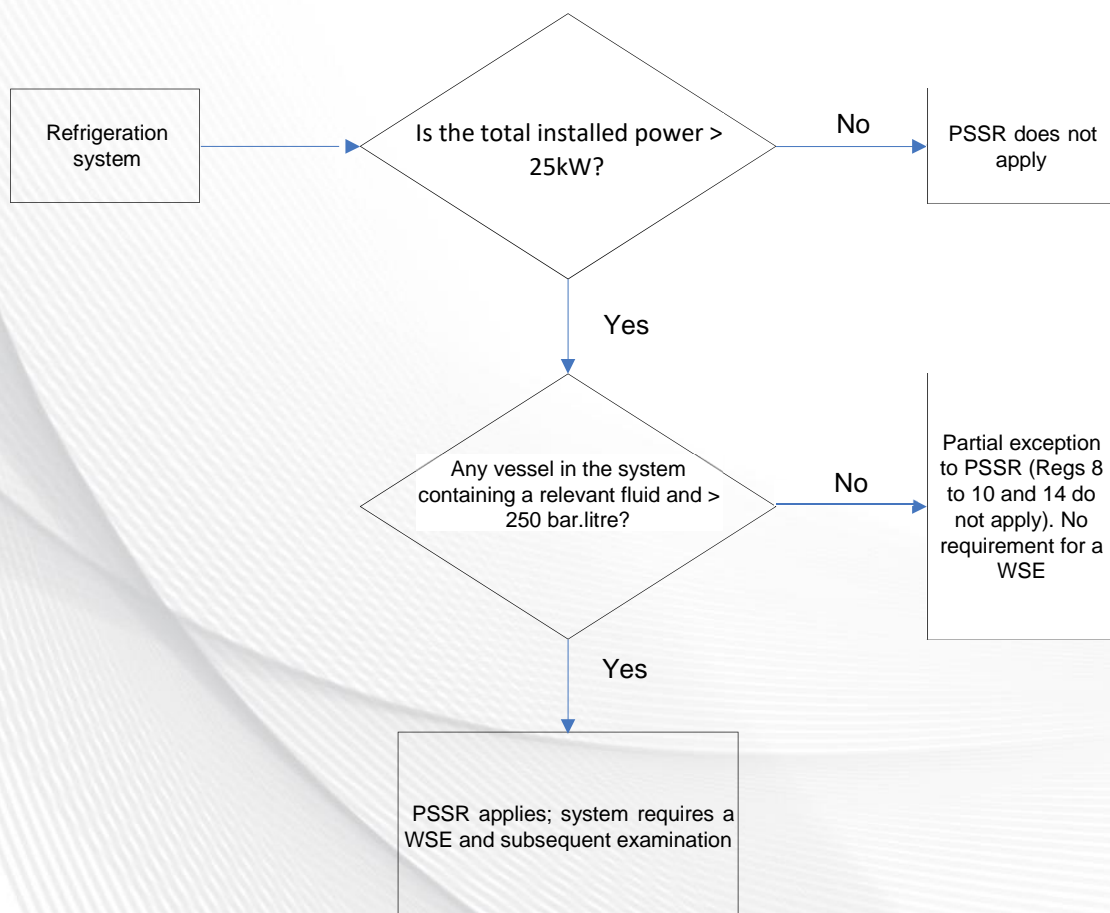 Refrigeration
system
Is the total installed power >
25kW?
No
PSSR does not
apply
Yes
Any vessel in the system
containing a relevant fluid and >
250 bar.litre?
No
Partial exception
to PSSR (Regs 8
to 10 and 14 do
not apply). No
requirement for a
WSE
Yes
PSSR applies; system requires a
WSE and subsequent examination